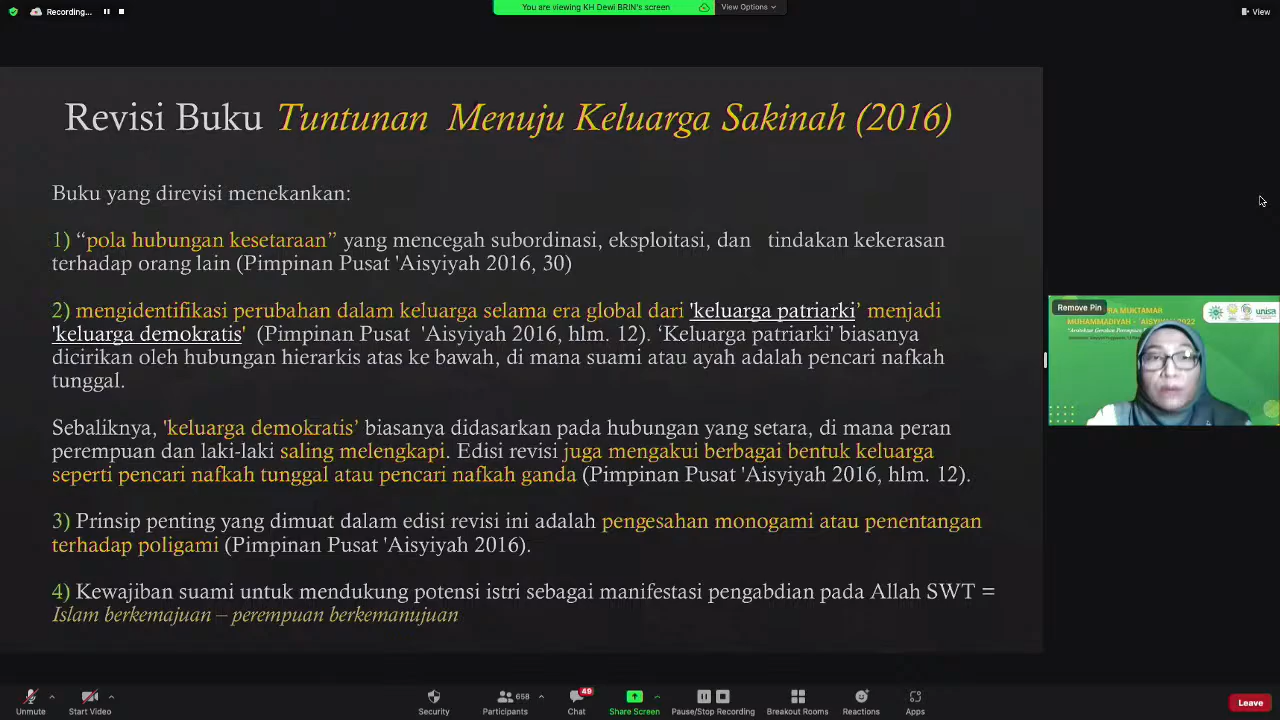 Recording...
You are viewing KH Dewi BRIN's screen
View Options
View
Revisi Buku Tuntunan Menuju Keluarga Sakinah (2016)
Buku yang direvisi menekankan:
1) “pola hubungan kesetaraan” yang mencegah subordinasi, eksploitasi, dan tindakan kekerasan
terhadap orang lain (Pimpinan Pusat 'Aisyiyah 2016, 30)
2) mengidentifikasi perubahan dalam keluarga selama era global dari 'keluarga patriarki’ menjadi
'keluarga demokratis' (Pimpinan Pusat 'Aisyiyah 2016, hlm. 12). ‘Keluarga patriarki' biasanya
dicirikan oleh hubungan hierarkis atas ke bawah, di mana suami atau ayah adalah pencari nafkah
tunggal.
Sebaliknya, 'keluarga demokratis’ biasanya didasarkan pada hubungan yang setara, di mana peran
perempuan dan laki-laki saling melengkapi. Edisi revisi juga mengakui berbagai bentuk keluarga
seperti pencari nafkah tunggal atau pencari nafkah ganda (Pimpinan Pusat 'Aisyiyah 2016, hlm. 12).
3) Prinsip penting yang dimuat dalam edisi revisi ini adalah pengesahan monogami atau penentangan
terhadap poligami (Pimpinan Pusat 'Aisyiyah 2016).
4) Kewajiban suami untuk mendukung potensi istri sebagai manifestasi pengabdian pada Allah SWT =
Islam berkemajuan – perempuan berkemanujuan
Remove Pin
RIA MUKTAMAR
MUHAMMADIYAH - 'AISYIYAH 2022
unisa
Unmute
Start Video
Security
658
Participants
49
Chat
Share Screen
Pause/Stop Recording
Breakout Rooms
Reactions
Apps
Leave